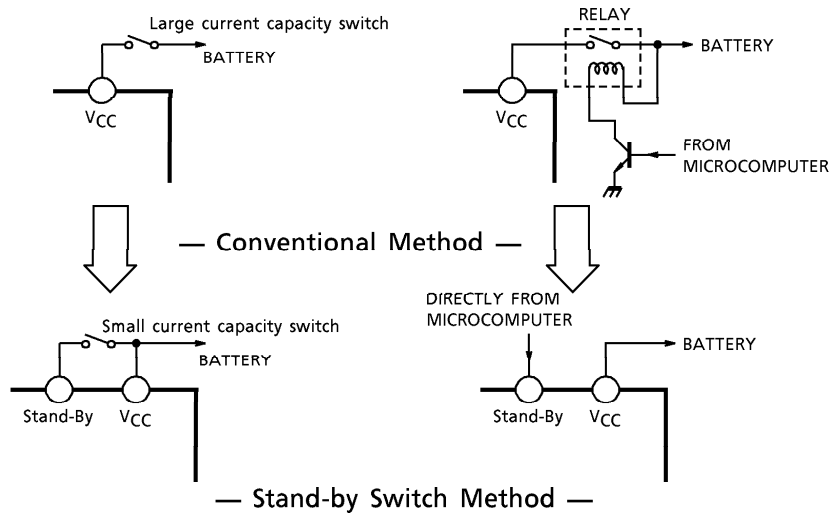 Large current capacity switch
BATTERY
VCC
RELAY
BATTERY
VCC
FROM
MICROCOMPUTER
— Conventional Method —
Small current capacity switch
BATTERY
Stand-By
VCC
DIRECTLY FROM
MICROCOMPUTER
BATTERY
Stand-By
VCC
— Stand-by Switch Method —